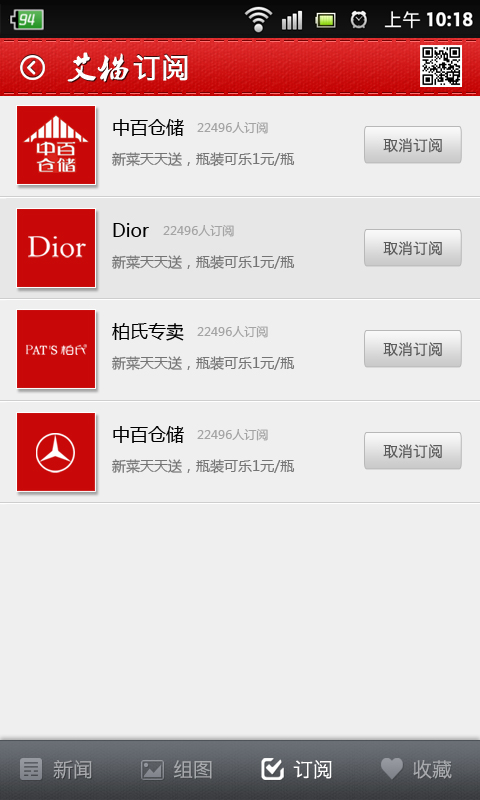 94
上午 10:18
艾猫订阅
中百仓储
中百仓储 22496人订阅
新菜天天送，瓶装可乐1元/瓶
取消订阅
Dior
Dior 22496人订阅
新菜天天送，瓶装可乐1元/瓶
取消订阅
PAT'S 柏氏
柏氏专卖 22496人订阅
新菜天天送，瓶装可乐1元/瓶
取消订阅
中百仓储 22496人订阅
新菜天天送，瓶装可乐1元/瓶
取消订阅
新闻 组图 订阅 收藏